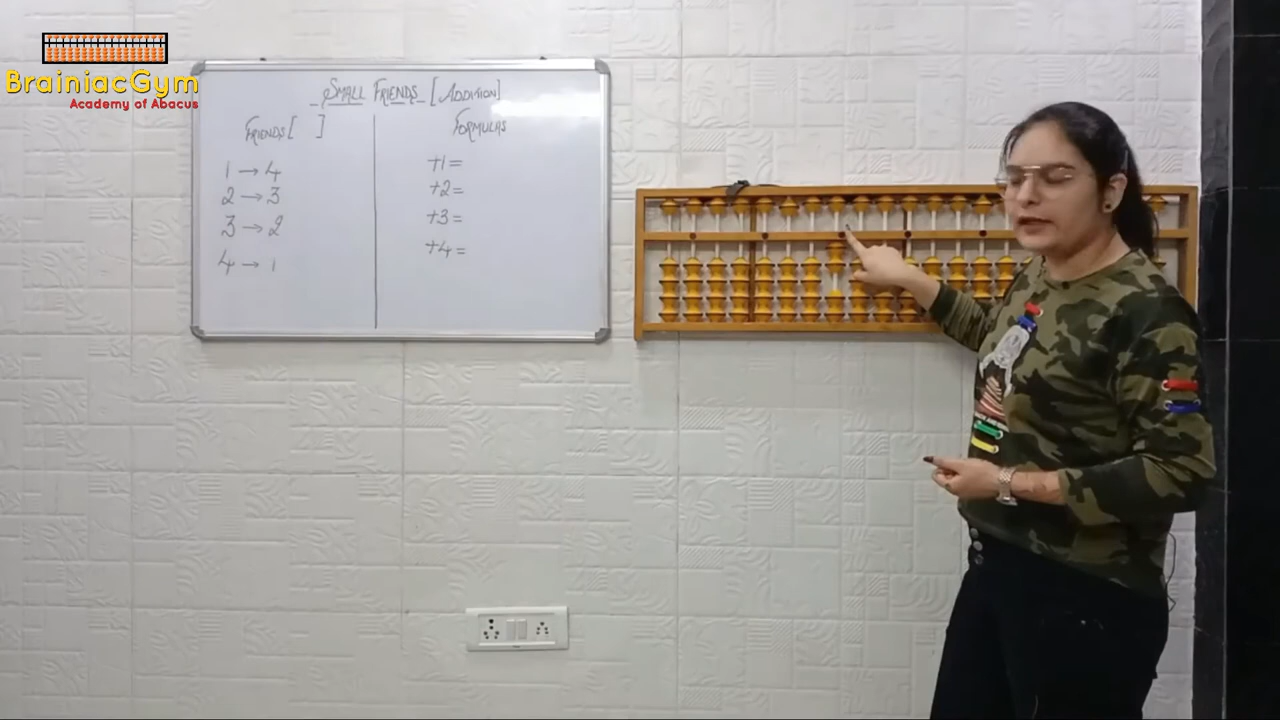 BrainiacGym
Academy of Abacus
SMALL FRIENDS [ADDITION]
FRIENDS[ ]
1 → 4
2 → 3
3 → 2
4 → 1
FORMULAS
+1=
+2=
+3=
+4=